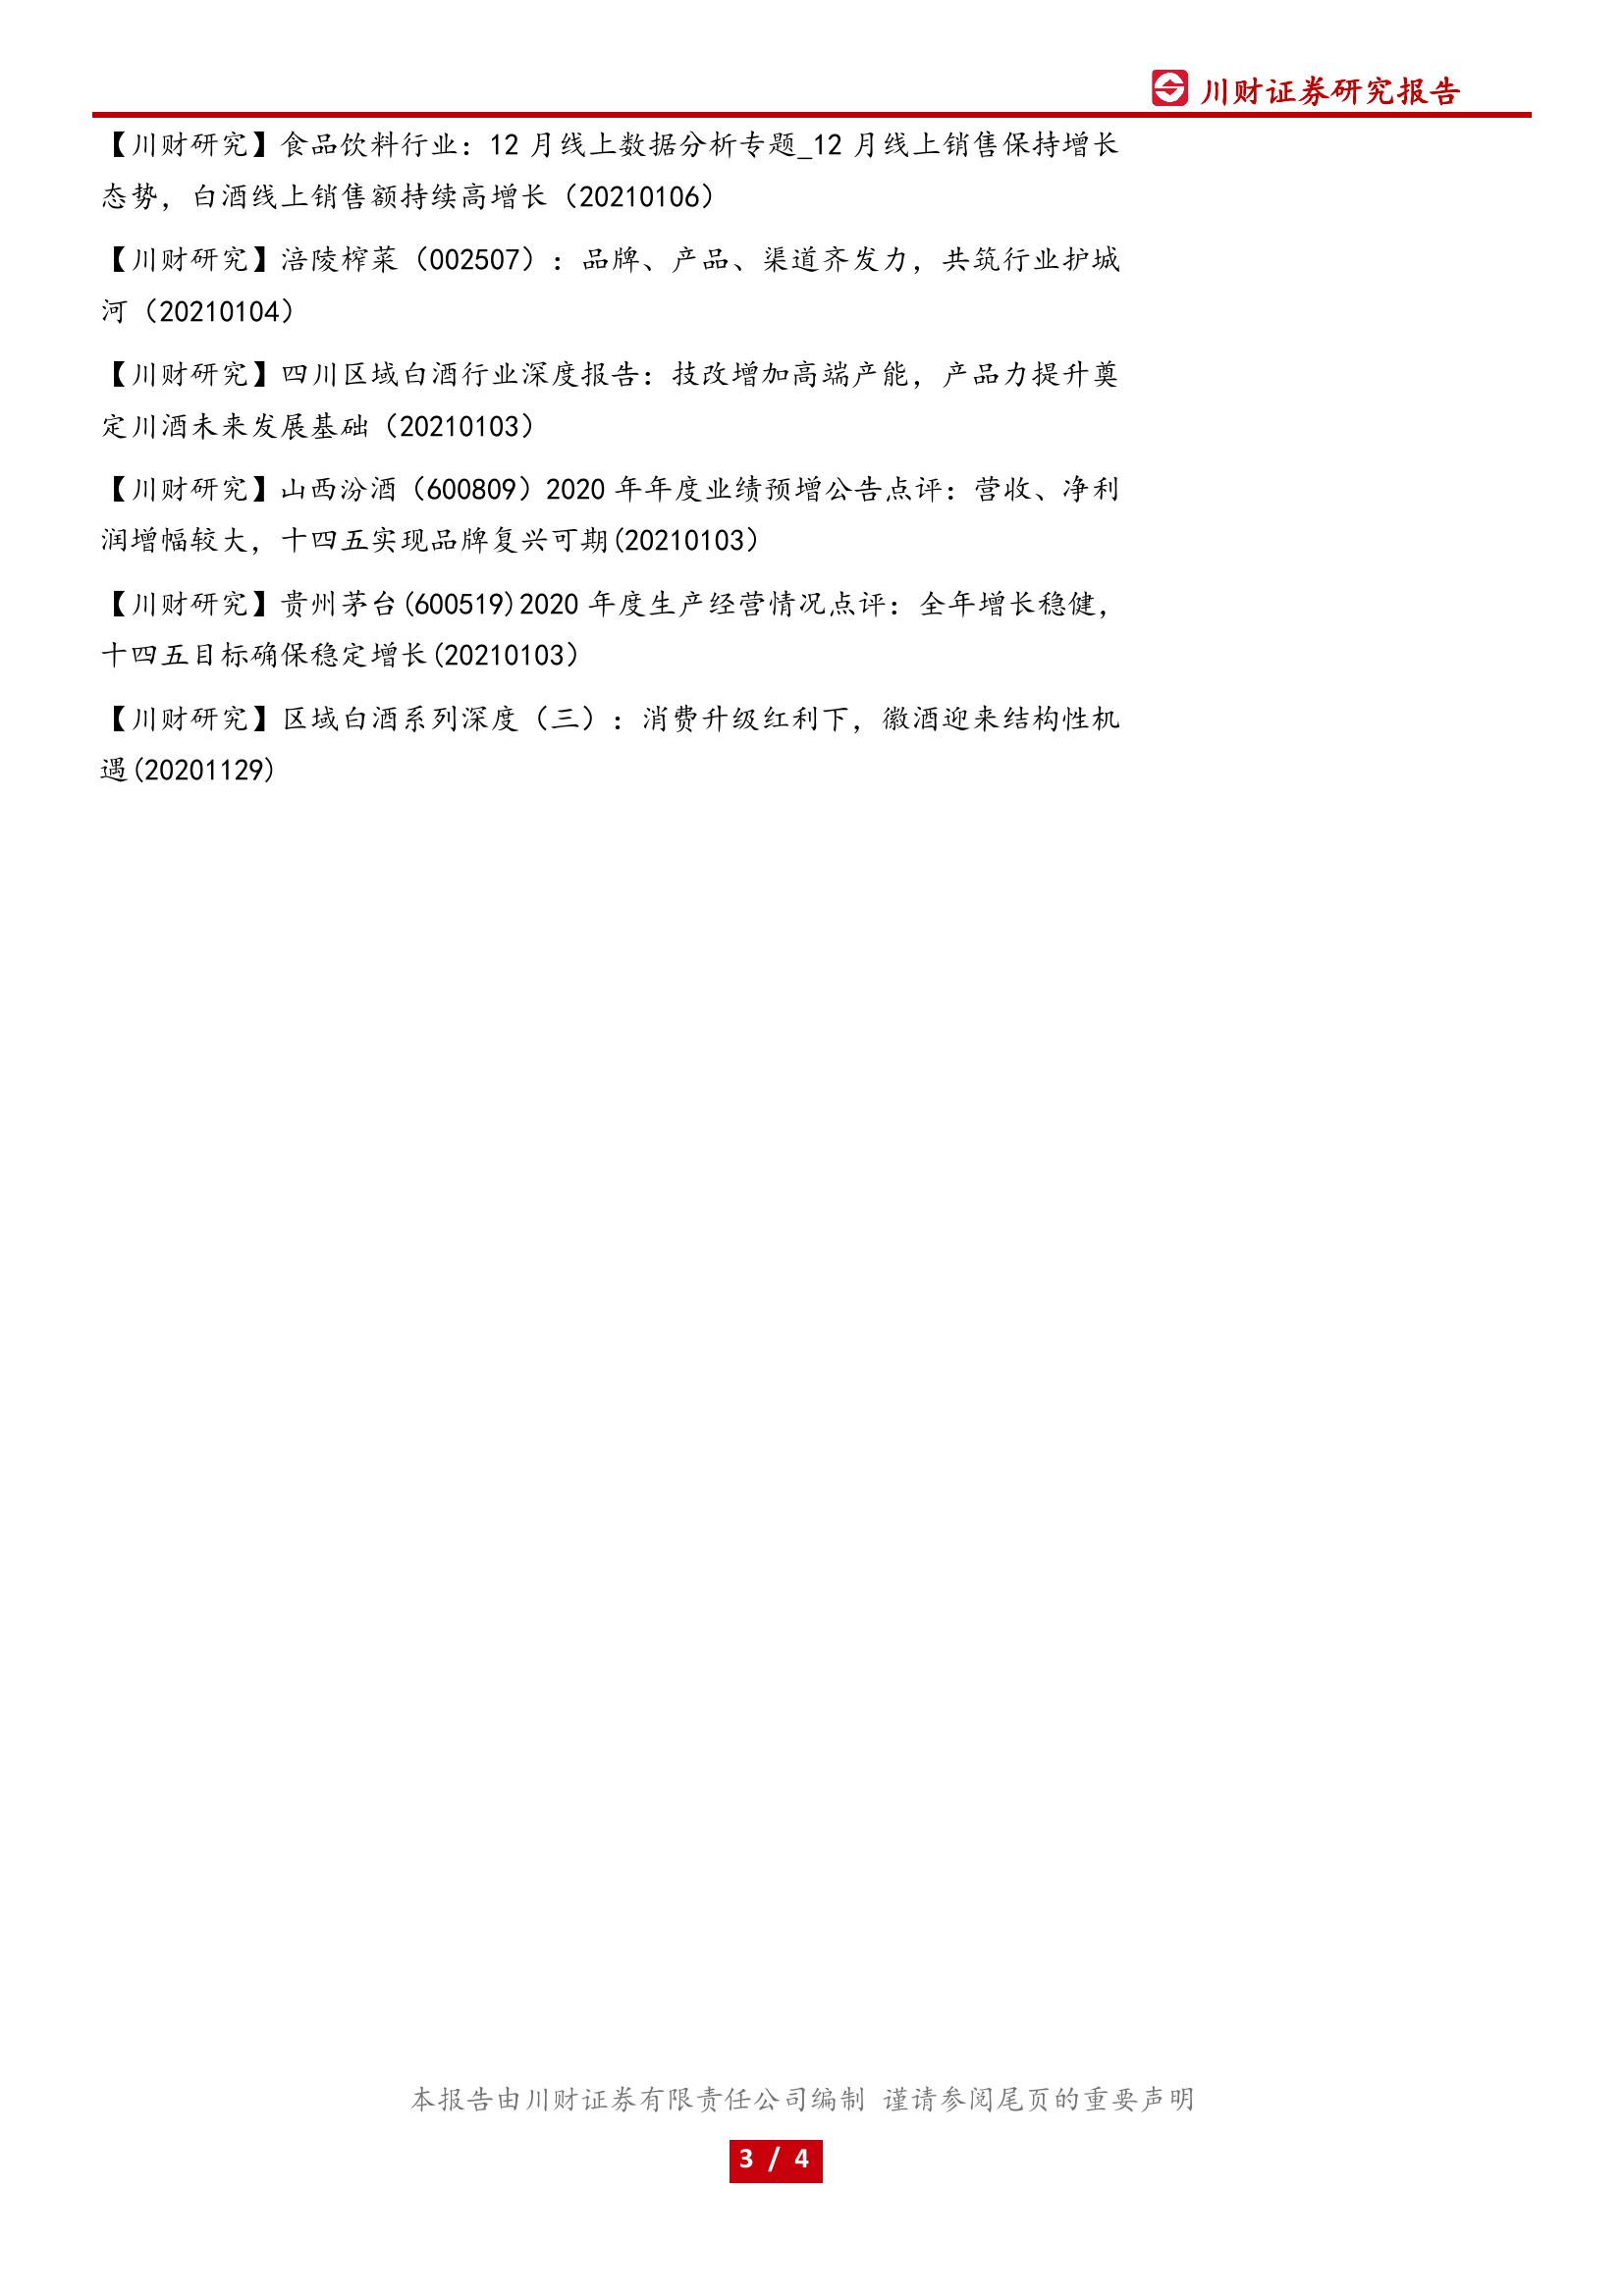 川财证券研究报告
【川财研究】食品饮料行业：12 月线上数据分析专题_12 月线上销售保持增长
态势，白酒线上销售额持续高增长（20210106）
【川财研究】涪陵榨菜（002507）：品牌、产品、渠道齐发力，共筑行业护城
河（20210104）
【川财研究】四川区域白酒行业深度报告：技改增加高端产能，产品力提升奠
定川酒未来发展基础（20210103）
【川财研究】山西汾酒（600809）2020 年年度业绩预增公告点评：营收、净利
润增幅较大，十四五实现品牌复兴可期(20210103）
【川财研究】贵州茅台(600519)2020 年度生产经营情况点评：全年增长稳健，
十四五目标确保稳定增长(20210103）
【川财研究】区域白酒系列深度（三）：消费升级红利下，徽酒迎来结构性机
遇(20201129)
本报告由川财证券有限责任公司编制 谨请参阅尾页的重要声明
3 / 4